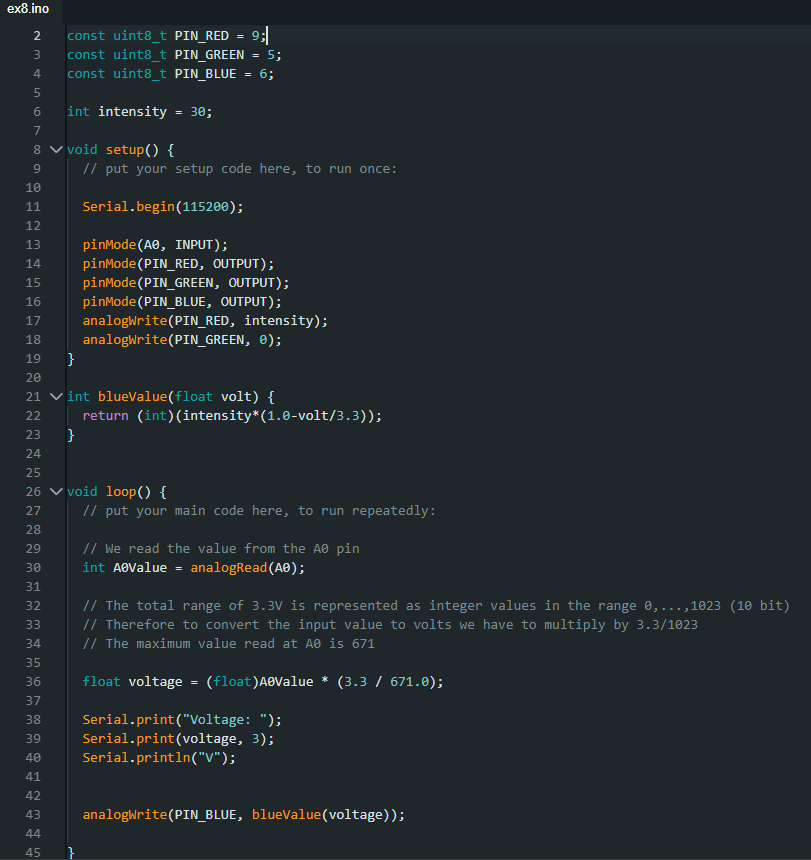 ex8.ino
2 const uint8_t PIN_RED = 9;
3 const uint8_t PIN_GREEN = 5;
4 const uint8_t PIN_BLUE = 6;
5
6 int intensity = 30;
7
8 void setup() {
9 // put your setup code here, to run once:
10
11 Serial.begin(115200);
12
13 pinMode(A0, INPUT);
14 pinMode(PIN_RED, OUTPUT);
15 pinMode(PIN_GREEN, OUTPUT);
16 pinMode(PIN_BLUE, OUTPUT);
17 analogWrite(PIN_RED, intensity);
18 analogWrite(PIN_GREEN, 0);
19 }
20
21 int blueValue(float volt) {
22 return (int)(intensity*(1.0-volt/3.3));
23 }
24
25
26 void loop() {
27 // put your main code here, to run repeatedly:
28
29 // We read the value from the A0 pin
30 int A0Value = analogRead(A0);
31
32 // The total range of 3.3V is represented as integer values in the range 0,...,1023 (10 bit)
33 // Therefore to convert the input value to volts we have to multiply by 3.3/1023
34 // The maximum value read at A0 is 671
35
36 float voltage = (float)A0Value * (3.3 / 671.0);
37
38 Serial.print("Voltage: ");
39 Serial.print(voltage, 3);
40 Serial.println("V");
41
42
43 analogWrite(PIN_BLUE, blueValue(voltage));
44
45 }